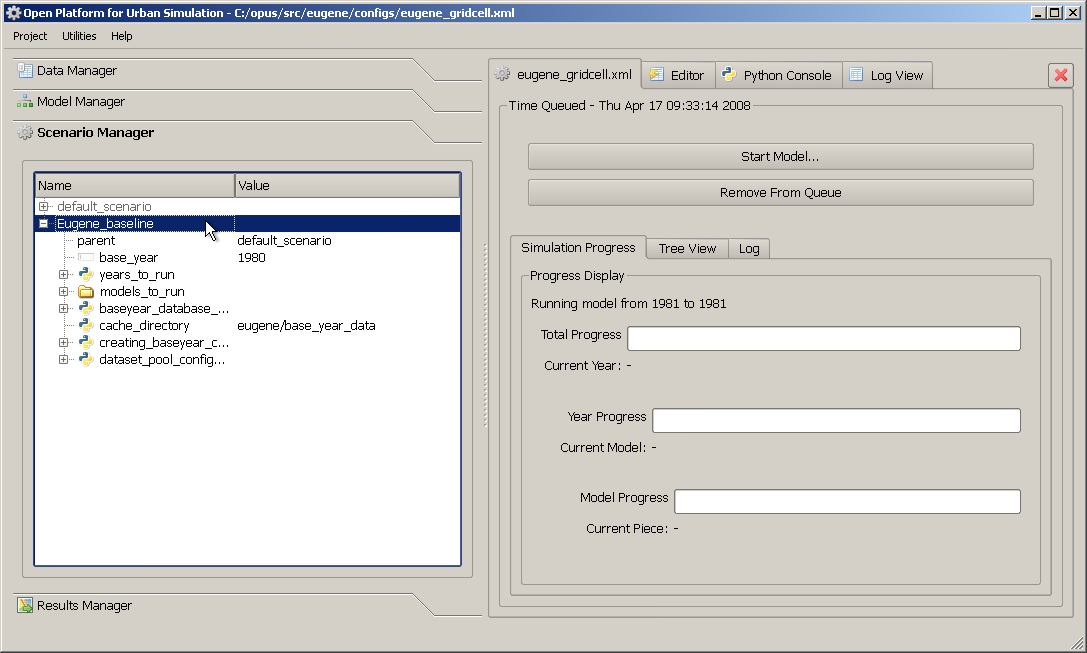 Open Platform for Urban Simulation - C:/opus/src/eugene/configs/eugene_gridcell.xml
Project Utilities Help
Data Manager
Model Manager
Scenario Manager
Name Value
default_scenario
Eugene_baseline
parent default_scenario
base_year 1980
years_to_run
models_to_run
baseyear_database_...
cache_directory eugene/base_year_data
creating_baseyear_c...
dataset_pool_config...
Results Manager
eugene_gridcell.xml Editor Python Console Log View
Time Queued - Thu Apr 17 09:33:14 2008
Start Model...
Remove From Queue
Simulation Progress Tree View Log
Progress Display
Running model from 1981 to 1981
Total Progress
Current Year: -
Year Progress
Current Model: -
Model Progress
Current Piece: -